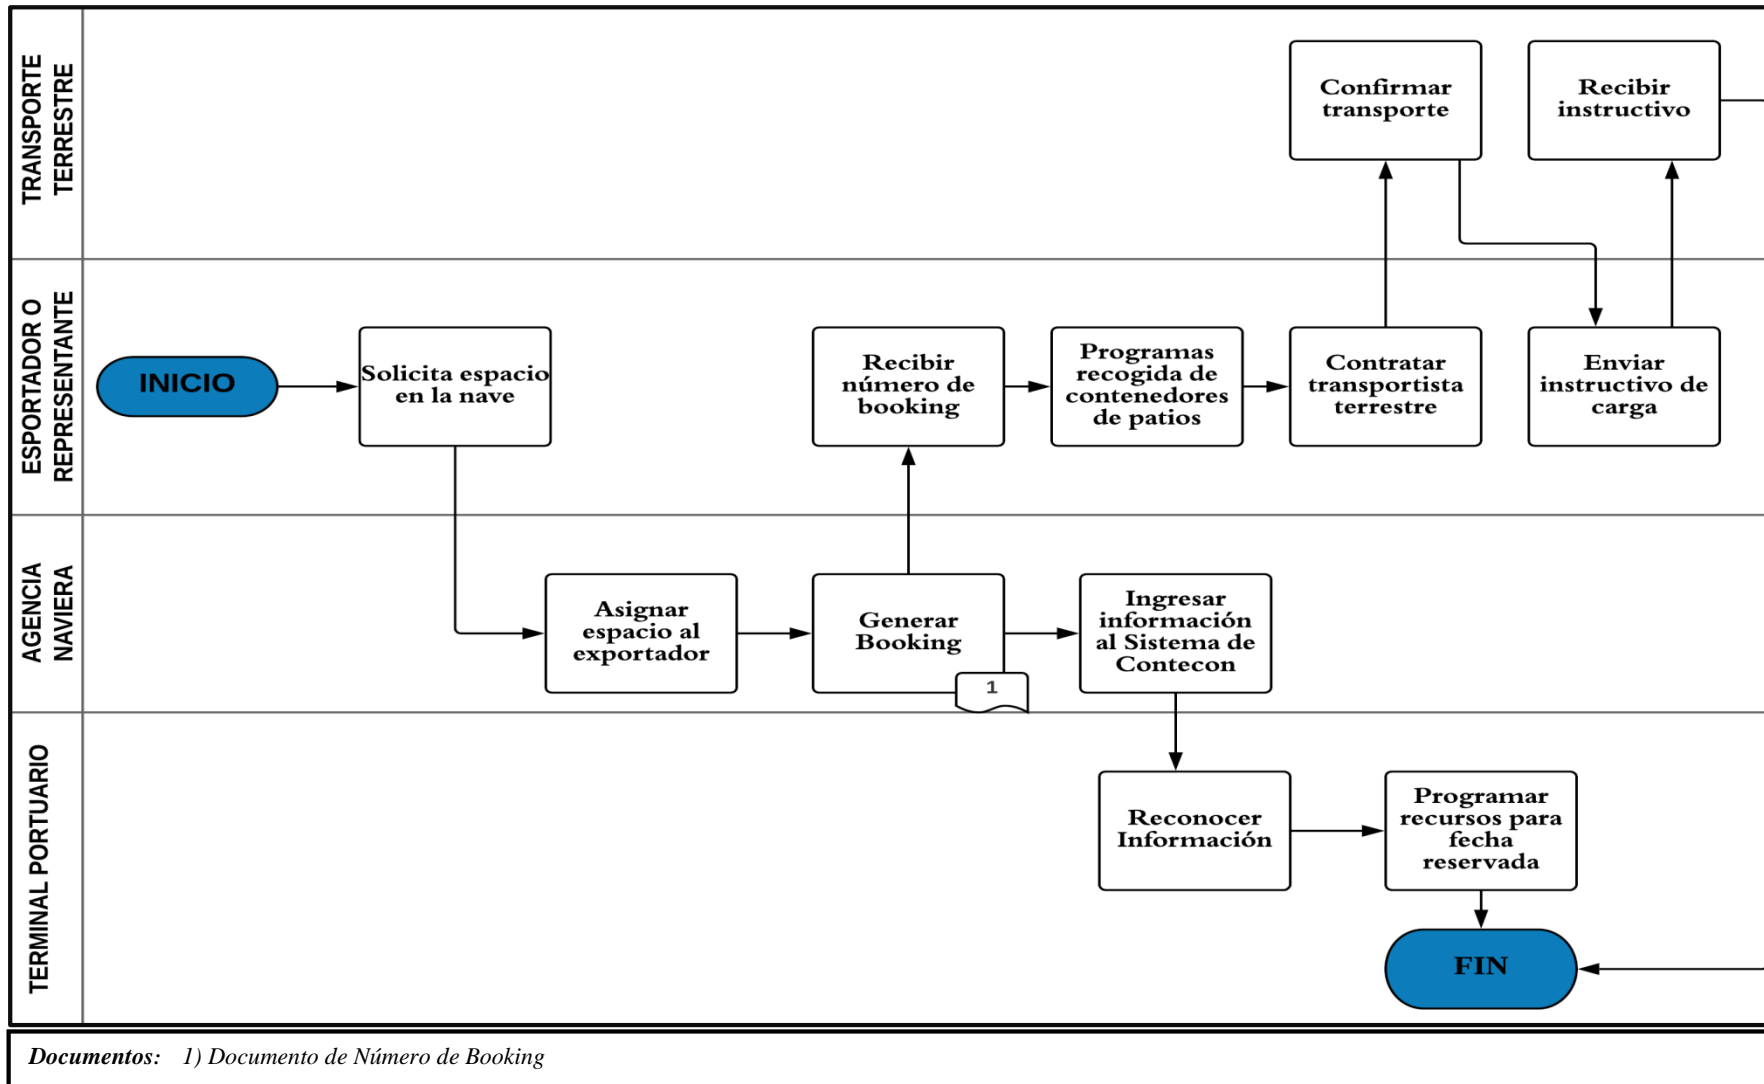 TRANSPORTE
TERRESTRE
Confirmar
transporte
Recibir
instructivo
ESPORTADOR O
REPRESENTANTE
INICIO
Solicita espacio
en la nave
Recibir
número de
booking
Programas
recogida de
contenedores
de patios
Contratar
transportista
terrestre
Enviar
instructivo de
carga
AGENCIA
NAVIERA
Asignar
espacio al
exportador
Generar
Booking
1
Ingresar
información
al Sistema de
Contecon
TERMINAL PORTUARIO
Reconocer
Información
Programar
recursos para
fecha
reservada
FIN
Documentos: 1) Documento de Número de Booking